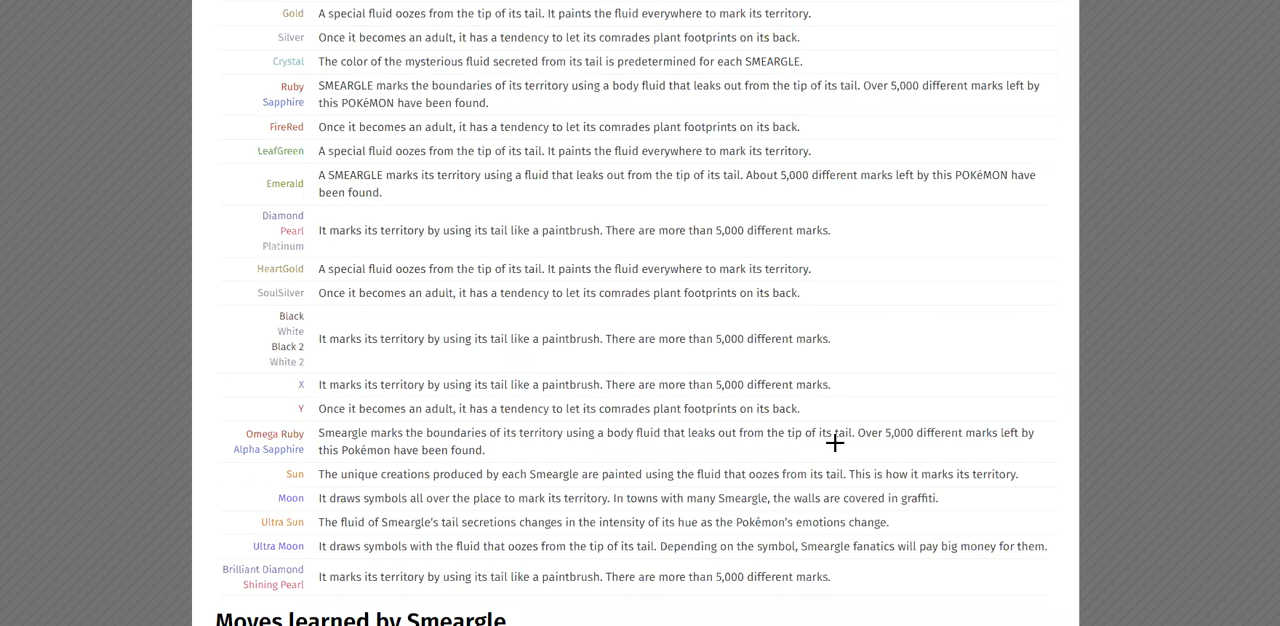 Gold A special fluid oozes from the tip of its tail. It paints the fluid everywhere to mark its territory.
Silver Once it becomes an adult, it has a tendency to let its comrades plant footprints on its back.
Crystal The color of the mysterious fluid secreted from its tail is predetermined for each SMEARGLE.
Ruby SMEARGLE marks the boundaries of its territory using a body fluid that leaks out from the tip of its tail. Over 5,000 different marks left by
Sapphire this POKéMON have been found.
FireRed Once it becomes an adult, it has a tendency to let its comrades plant footprints on its back.
LeafGreen A special fluid oozes from the tip of its tail. It paints the fluid everywhere to mark its territory.
A SMEARGLE marks its territory using a fluid that leaks out from the tip of its tail. About 5,000 different marks left by this POKéMON have
Emerald
been found.
Diamond
Pearl It marks its territory by using its tail like a paintbrush. There are more than 5,000 different marks.
Platinum
HeartGold A special fluid oozes from the tip of its tail. It paints the fluid everywhere to mark its territory.
SoulSilver Once it becomes an adult, it has a tendency to let its comrades plant footprints on its back.
Black
White
It marks its territory by using its tail like a paintbrush. There are more than 5,000 different marks.
Black 2
White 2
X It marks its territory by using its tail like a paintbrush. There are more than 5,000 different marks.
Y Once it becomes an adult, it has a tendency to let its comrades plant footprints on its back.
Omega Ruby Smeargle marks the boundaries of its territory using a body fluid that leaks out from the tip of its tail. Over 5,000 different marks left by
Alpha Sapphire this Pokémon have been found.
Sun The unique creations produced by each Smeargle are painted using the fluid that oozes from its tail. This is how it marks its territory.
Moon It draws symbols all over the place to mark its territory. In towns with many Smeargle, the walls are covered in graffiti.
Ultra Sun The fluid of Smeargle's tail secretions changes in the intensity of its hue as the Pokémon's emotions change.
Ultra Moon It draws symbols with the fluid that oozes from the tip of its tail. Depending on the symbol, Smeargle fanatics will pay big money for them.
Brilliant Diamond
It marks its territory by using its tail like a paintbrush. There are more than 5,000 different marks.
Shining Pearl
Moves learned by Smeargle